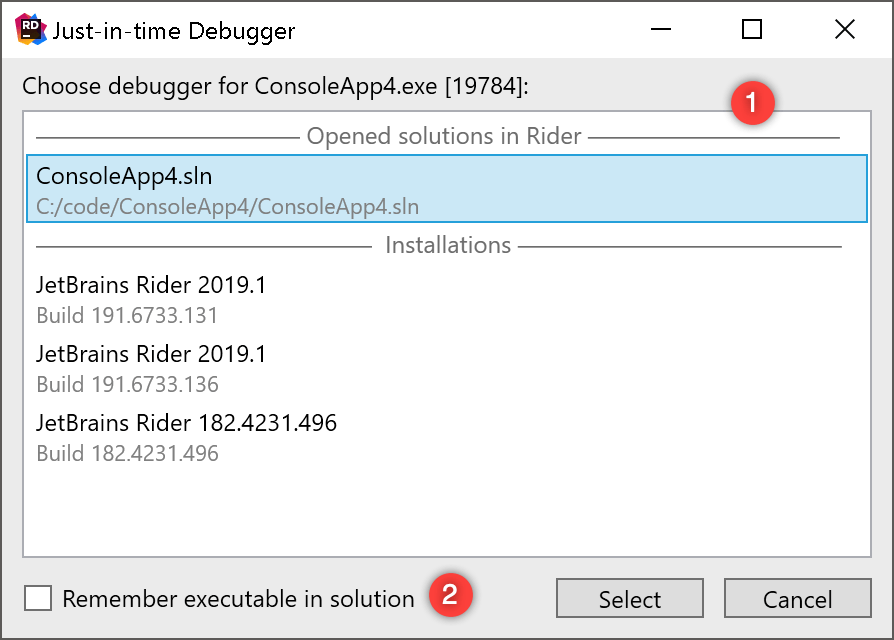 RD
Just-in-time Debugger
Choose debugger for ConsoleApp4.exe [19784]:
1
Opened solutions in Rider
ConsoleApp4.sln
C:/code/ConsoleApp4/ConsoleApp4.sln
Installations
JetBrains Rider 2019.1
Build 191.6733.131
JetBrains Rider 2019.1
Build 191.6733.136
JetBrains Rider 182.4231.496
Build 182.4231.496
Remember executable in solution 2 Select Cancel